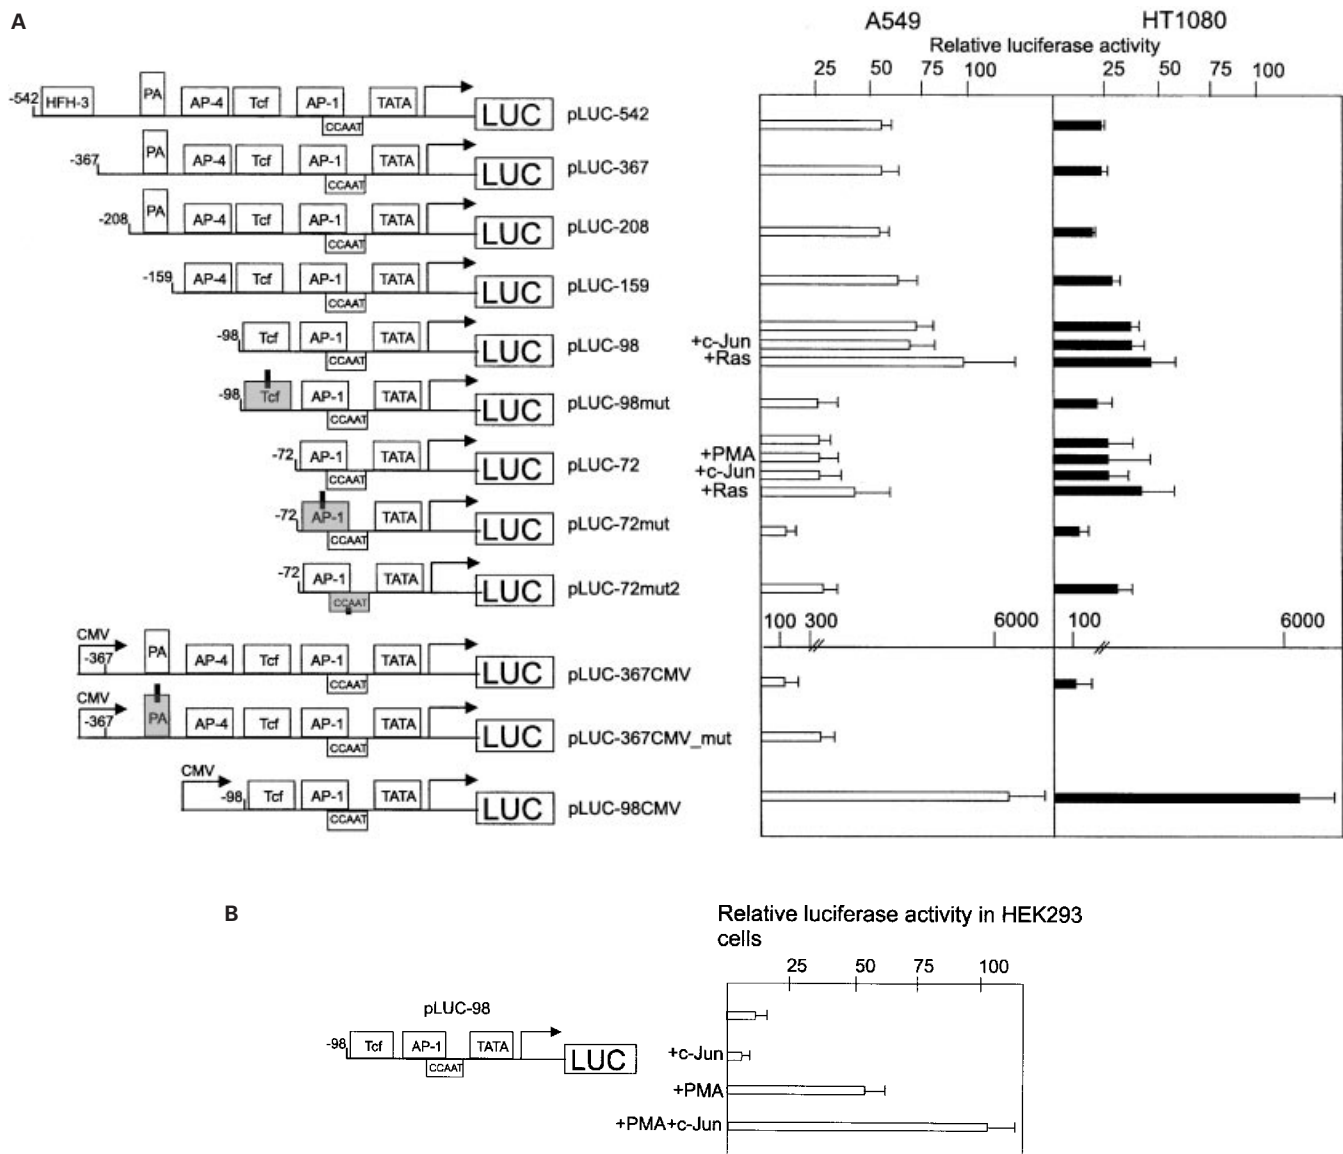 A
A549
HT1080
Relative luciferase activity
25 50 75 100
25 50 75 100
-542 HFH-3 PA AP-4 Tcf AP-1 CCAAT TATA LUC pLUC-542
-367 PA AP-4 Tcf AP-1 CCAAT TATA LUC pLUC-367
-208 PA AP-4 Tcf AP-1 CCAAT TATA LUC pLUC-208
-159 AP-4 Tcf AP-1 CCAAT TATA LUC pLUC-159
-98 Tcf AP-1 CCAAT TATA LUC pLUC-98
+c-Jun
+Ras
-98 Tcf AP-1 CCAAT TATA LUC pLUC-98mut
-72 AP-1 CCAAT TATA LUC pLUC-72
+PMA
+c-Jun
+Ras
-72 AP-1 CCAAT TATA LUC pLUC-72mut
-72 AP-1 CCAAT TATA LUC pLUC-72mut2
100 300 6000
100 6000
CMV
-367 PA AP-4 Tcf AP-1 CCAAT TATA LUC pLUC-367CMV
CMV
-367 PA AP-4 Tcf AP-1 CCAAT TATA LUC pLUC-367CMV_mut
CMV
-98 Tcf AP-1 CCAAT TATA LUC pLUC-98CMV
B
Relative luciferase activity in HEK293
cells
25 50 75 100
pLUC-98
-98 Tcf AP-1 CCAAT TATA LUC
+c-Jun
+PMA
+PMA+c-Jun